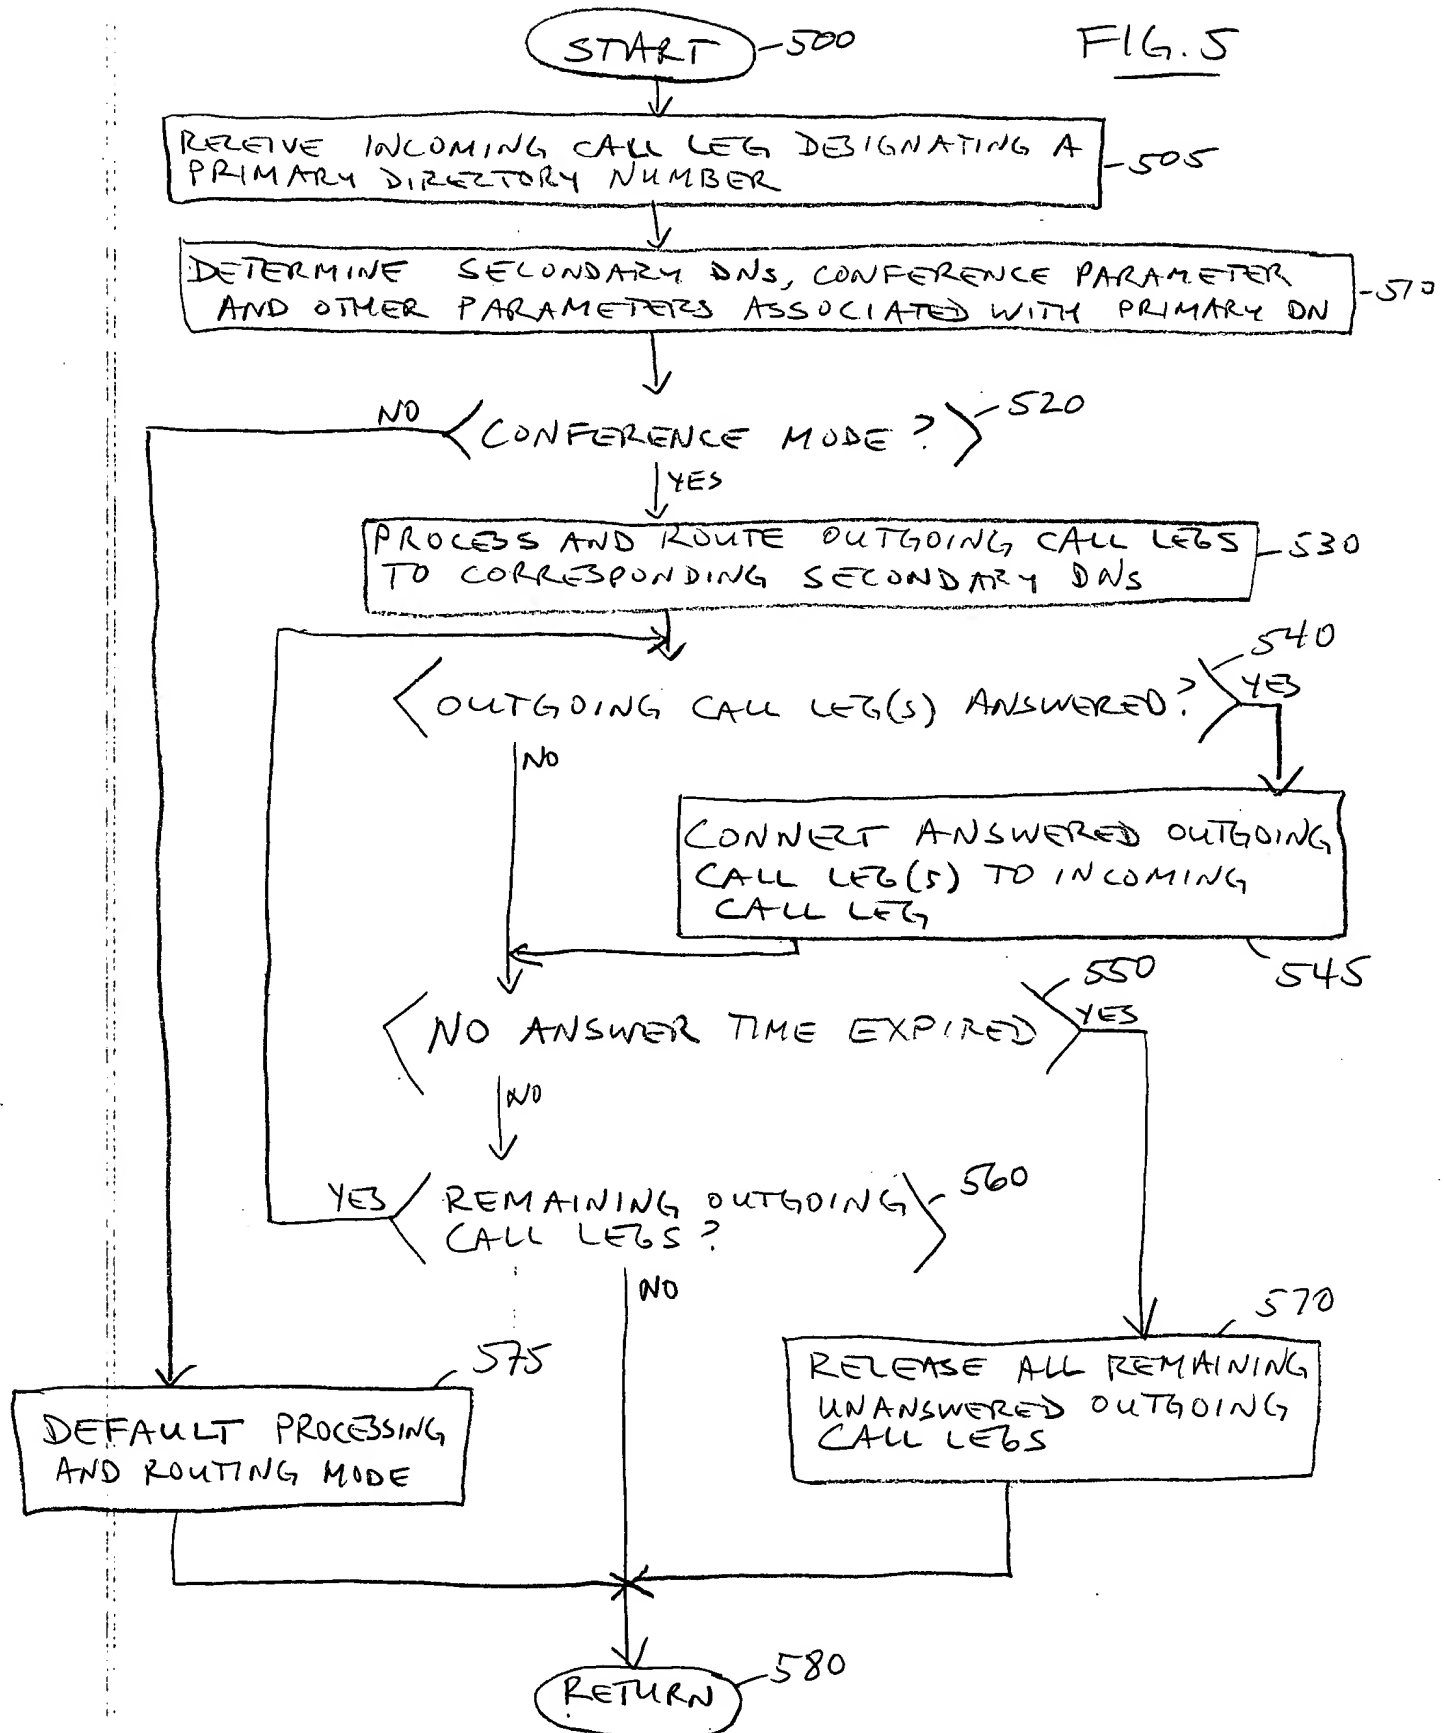 START 500
FIG. 5
RECEIVE INCOMING CALL LEG DESIGNATING A
PRIMARY DIRECTORY NUMBER
505
DETERMINE SECONDARY DNs, CONFERENCE PARAMETER
AND OTHER PARAMETERS ASSOCIATED WITH PRIMARY DN
510
NO
CONFERENCE MODE?
520
YES
PROCESS AND ROUTE OUTGOING CALL LEGS
TO CORRESPONDING SECONDARY DNs
530
540
OUTGOING CALL LEG(S) ANSWERED?
YES
NO
CONNECT ANSWERED OUTGOING
CALL LEG(S) TO INCOMING
CALL LEG
545
550
NO ANSWER TIME EXPIRED
YES
NO
560
YES
REMAINING OUTGOING
CALL LEGS?
NO
570
RELEASE ALL REMAINING
UNANSWERED OUTGOING
CALL LEGS
575
DEFAULT PROCESSING
AND ROUTING MODE
580
RETURN